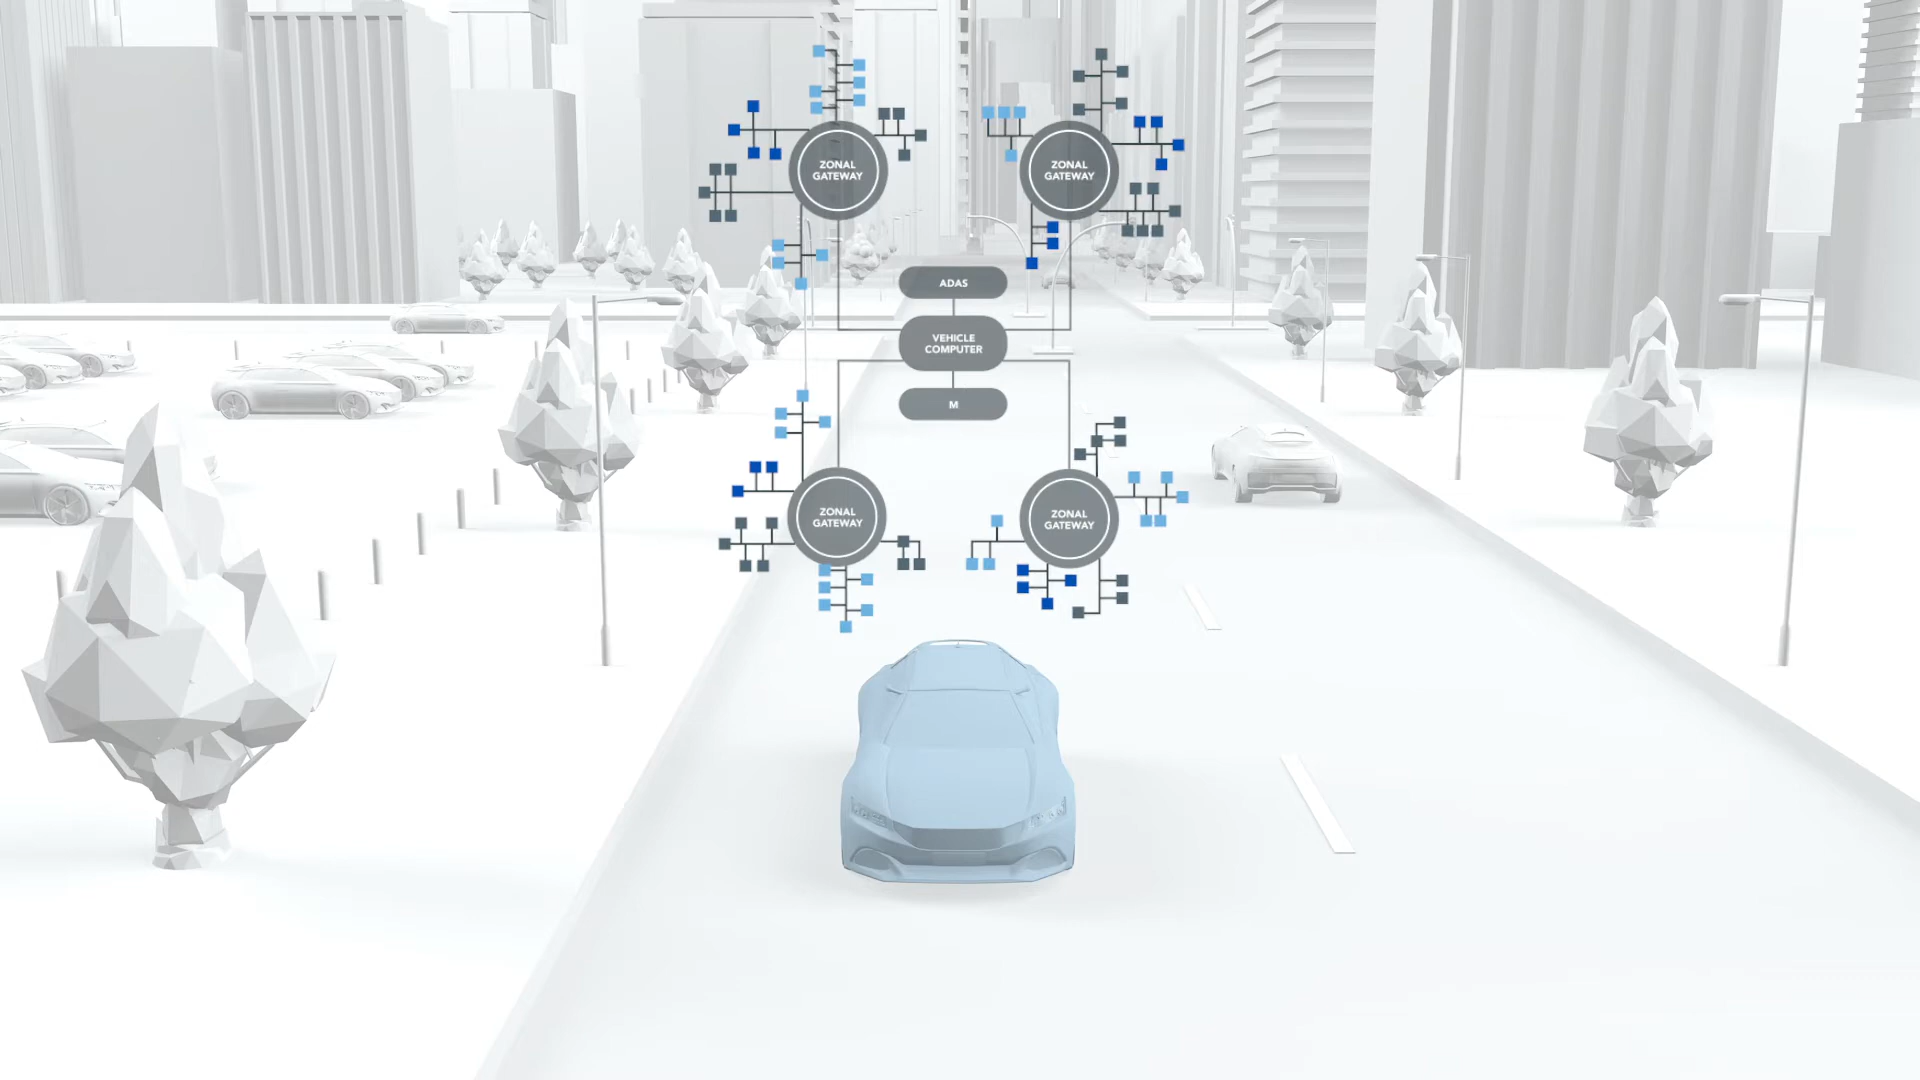 ZONAL
GATEWAY
ZONAL
GATEWAY
ADAS
VEHICLE
COMPUTER
M
ZONAL
GATEWAY
ZONAL
GATEWAY